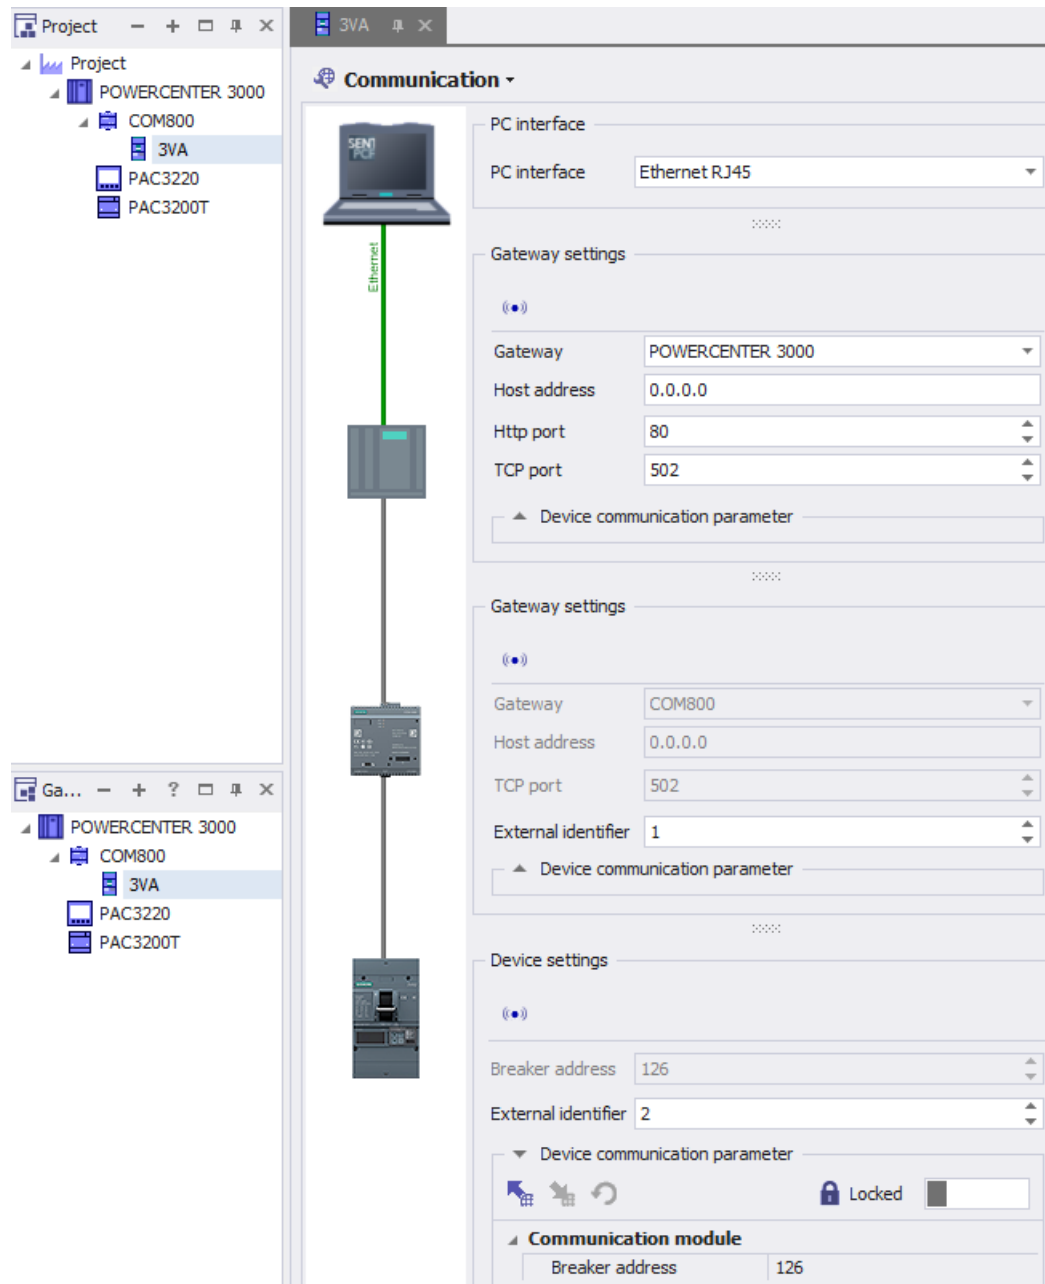 Project
Project
POWERCENTER 3000
COM800
3VA
PAC3220
PAC3200T
Ga...
POWERCENTER 3000
COM800
3VA
PAC3220
PAC3200T
3VA
Communication
Ethernet
PC interface
PC interface Ethernet RJ45
Gateway settings
Gateway POWERCENTER 3000
Host address 0.0.0.0
Http port 80
TCP port 502
Device communication parameter
Gateway settings
Gateway COM800
Host address 0.0.0.0
TCP port 502
External identifier 1
Device communication parameter
Device settings
Breaker address 126
External identifier 2
Device communication parameter
Locked
Communication module
Breaker address 126